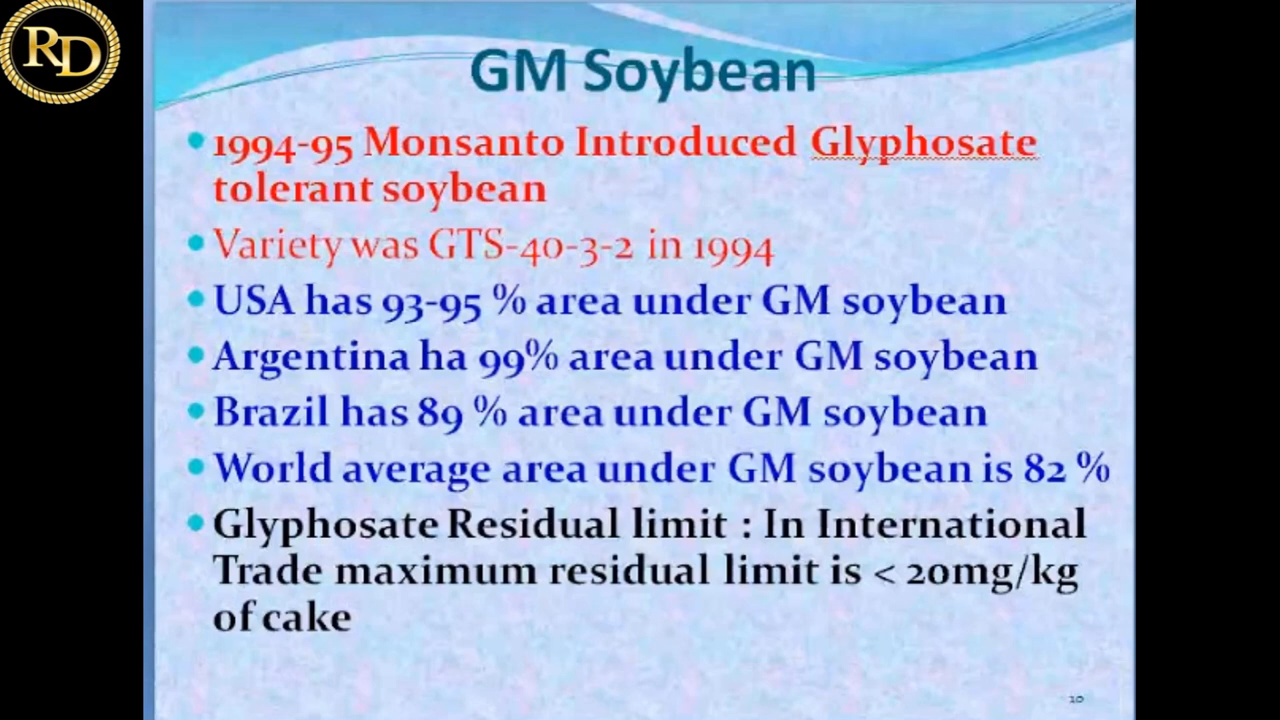 RD
GM Soybean
• 1994-95 Monsanto Introduced Glyphosate
tolerant soybean
• Variety was GTS-40-3-2 in 1994
• USA has 93-95 % area under GM soybean
• Argentina ha 99% area under GM soybean
• Brazil has 89 % area under GM soybean
• World average area under GM soybean is 82 %
• Glyphosate Residual limit : In International
Trade maximum residual limit is < 20mg/kg
of cake
10